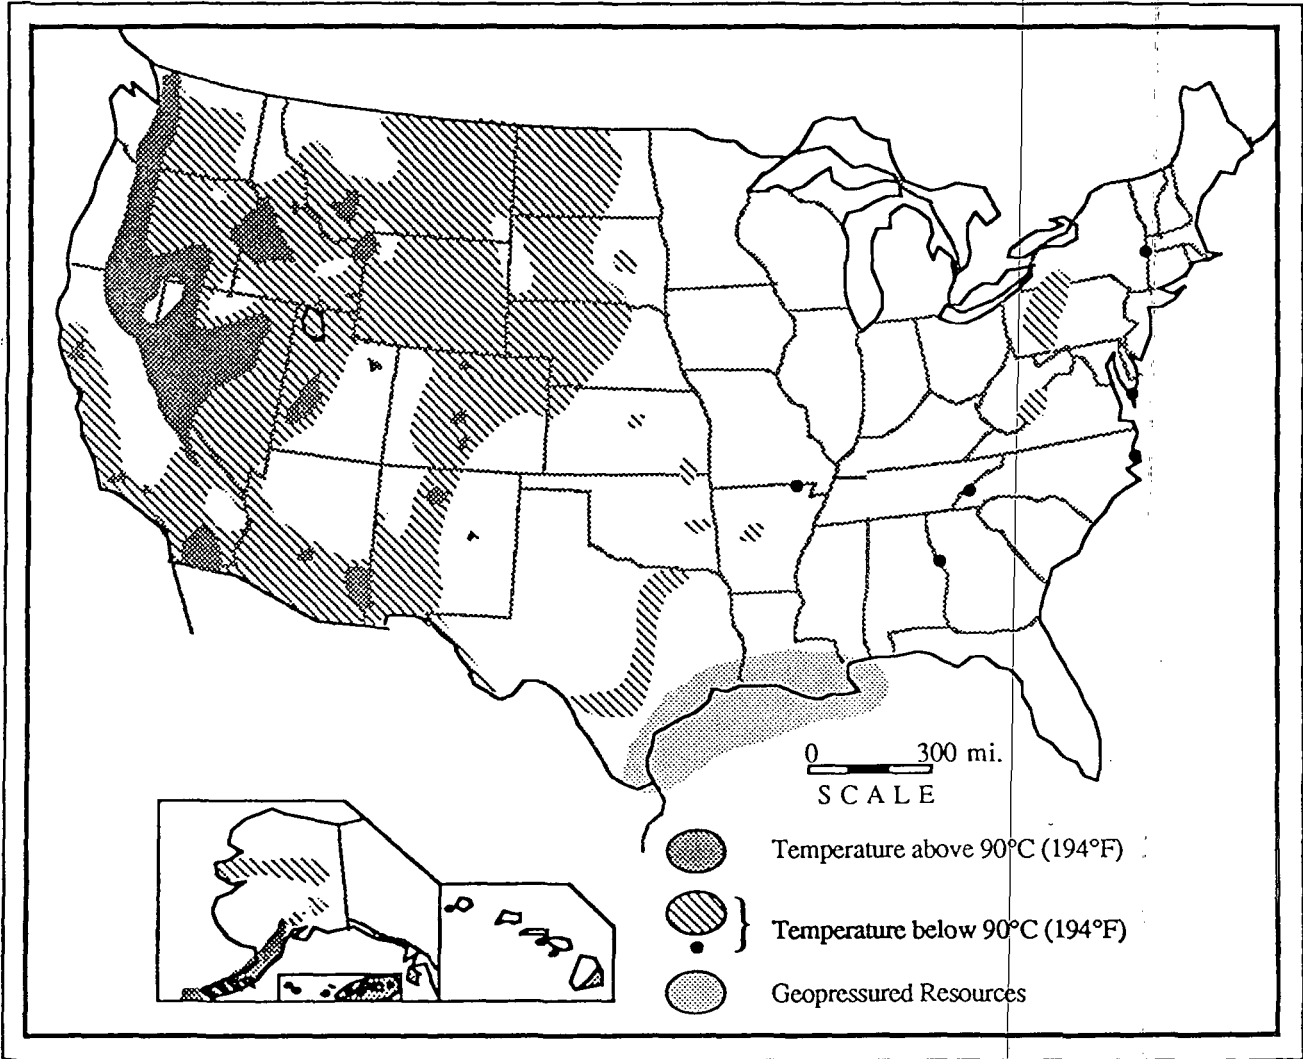 0 300 mi.
SCALE
Temperature above 90°C (194°F)
Temperature below 90°C (194°F)
Geopressured Resources